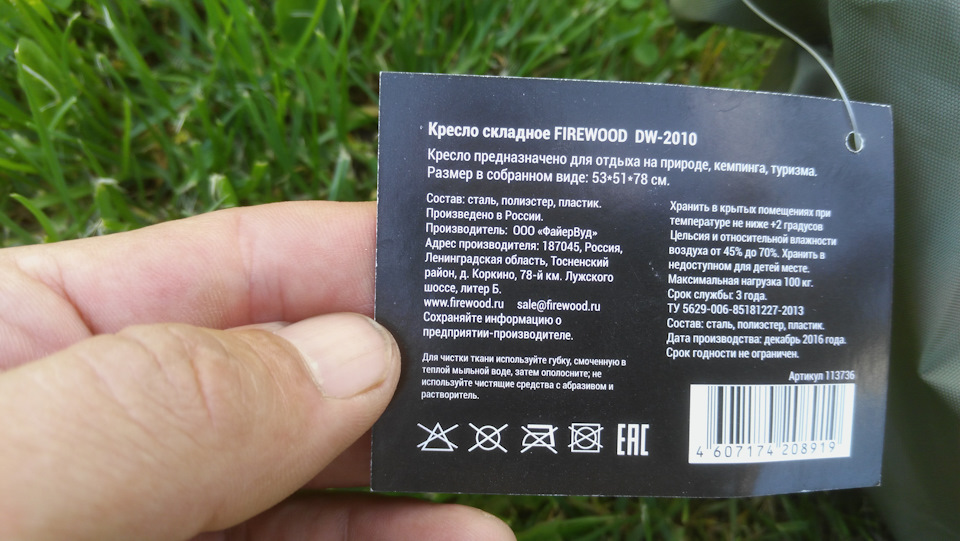 Кресло складное FIREWOOD DW-2010
Кресло предназначено для отдыха на природе, кемпинга, туризма.
Размер в собранном виде: 53*51*78 см.
Состав: сталь, полиэстер, пластик.
Произведено в России.
Производитель: ООО «ФайерВуд»
Адрес производителя: 187045, Россия,
Ленинградская область, Тосненский
район, д. Коркино, 78-й км. Лужского
шоссе, литер Б.
www.firewood.ru sale@firewood.ru
Сохраняйте информацию о
предприятии-производителе.
Для чистки ткани используйте губку, смоченную в
теплой мыльной воде, затем ополосните; не
используйте чистящие средства с абразивом и
растворитель.
Хранить в крытых помещениях при
температуре не ниже +2 градусов
Цельсия и относительной влажности
воздуха от 45% до 70%. Хранить в
недоступном для детей месте.
Максимальная нагрузка 100 кг.
Срок службы: 3 года.
ТУ 5629-006-85181227-2013
Состав: сталь, полиэстер, пластик.
Дата производства: декабрь 2016 года.
Срок годности не ограничен.
Артикул 113736
EAC
4 607174 208919